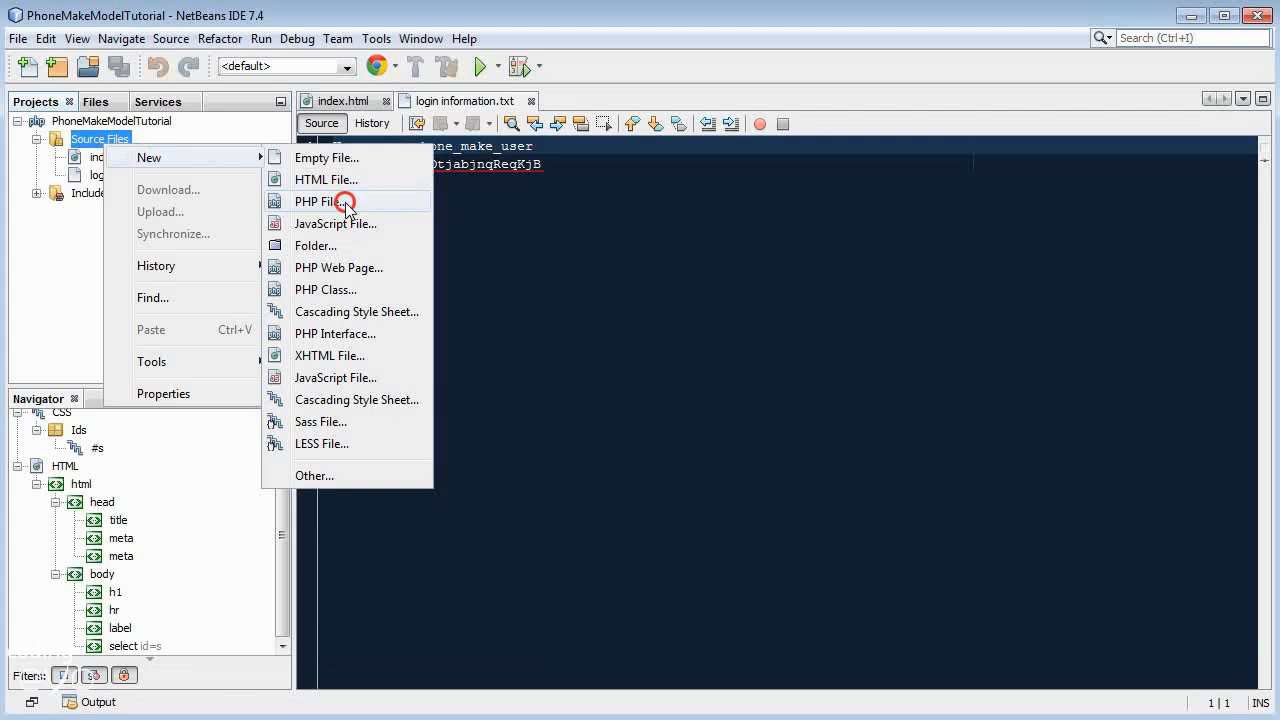 PhoneMakeModelTutorial - NetBeans IDE 7.4
File Edit View Navigate Source Refactor Run Debug Team Tools Window Help
Search (Ctrl+I)
<default>
Projects Files Services
index.html login information.txt
PhoneMakeModelTutorial
Source History
Source Files
one_make_user
OtjabjnqReqKjB
Includ
New
Download...
Upload...
Synchronize...
History
Find...
Paste Ctrl+V
Tools
Properties
Empty File...
HTML File...
PHP File...
JavaScript File...
Folder...
PHP Web Page...
PHP Class...
Cascading Style Sheet...
PHP Interface...
XHTML File...
JavaScript File...
Cascading Style Sheet...
Sass File...
LESS File...
Other...
Navigator
CSS
Ids
#s
HTML
html
head
title
meta
meta
body
h1
hr
label
select id=s
Filters:
Output
1 | 1 INS